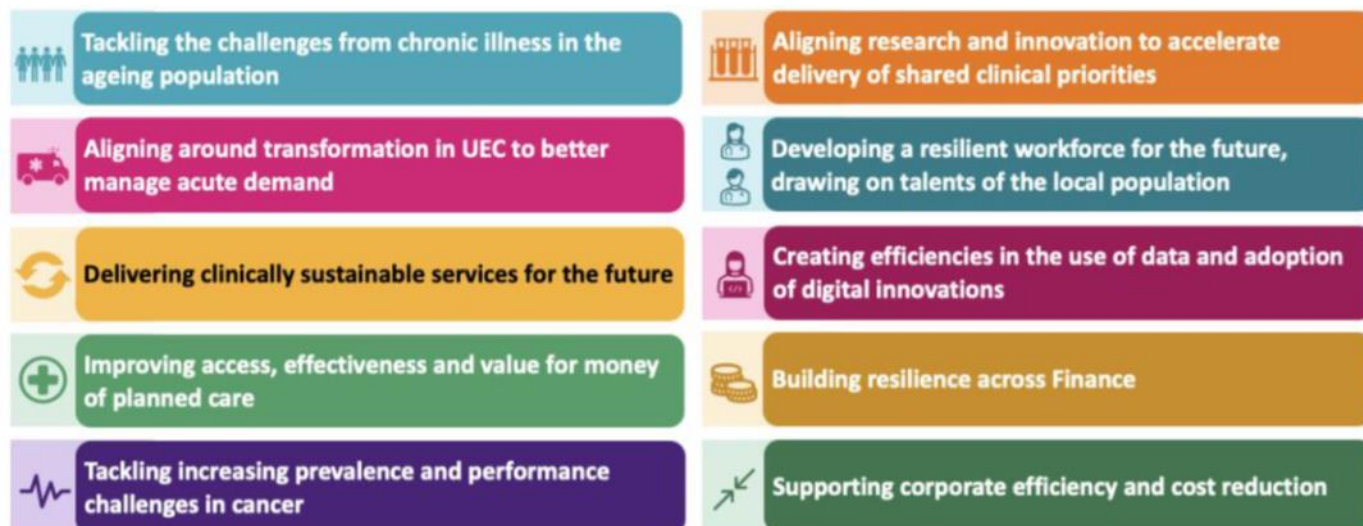 Tackling the challenges from chronic illness in the
ageing population
Aligning around transformation in UEC to better
manage acute demand
Delivering clinically sustainable services for the future
Improving access, effectiveness and value for money
of planned care
Tackling increasing prevalence and performance
challenges in cancer
Aligning research and innovation to accelerate
delivery of shared clinical priorities
Developing a resilient workforce for the future,
drawing on talents of the local population
Creating efficiencies in the use of data and adoption
of digital innovations
Building resilience across Finance
Supporting corporate efficiency and cost reduction